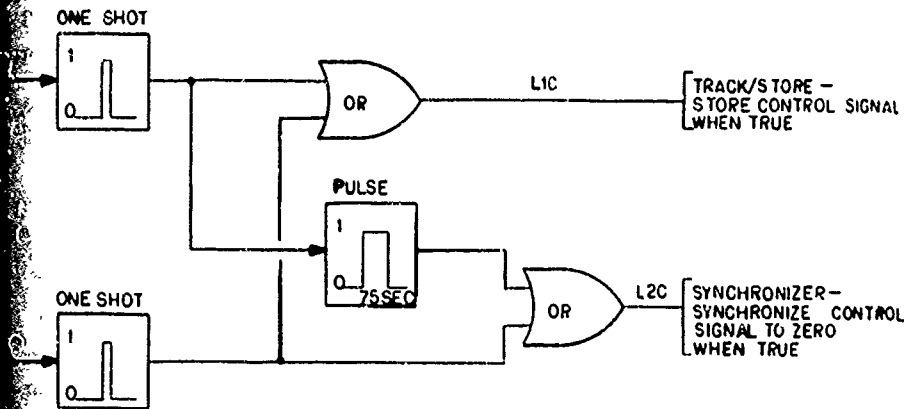 ONE SHOT
1
0
OR
L1C
TRACK/STORE -
STORE CONTROL SIGNAL
WHEN TRUE
PULSE
1
0
75SEC
ONE SHOT
1
0
OR
L2C
SYNCHRONIZER-
SYNCHRONIZE CONTROL
SIGNAL TO ZERO
WHEN TRUE